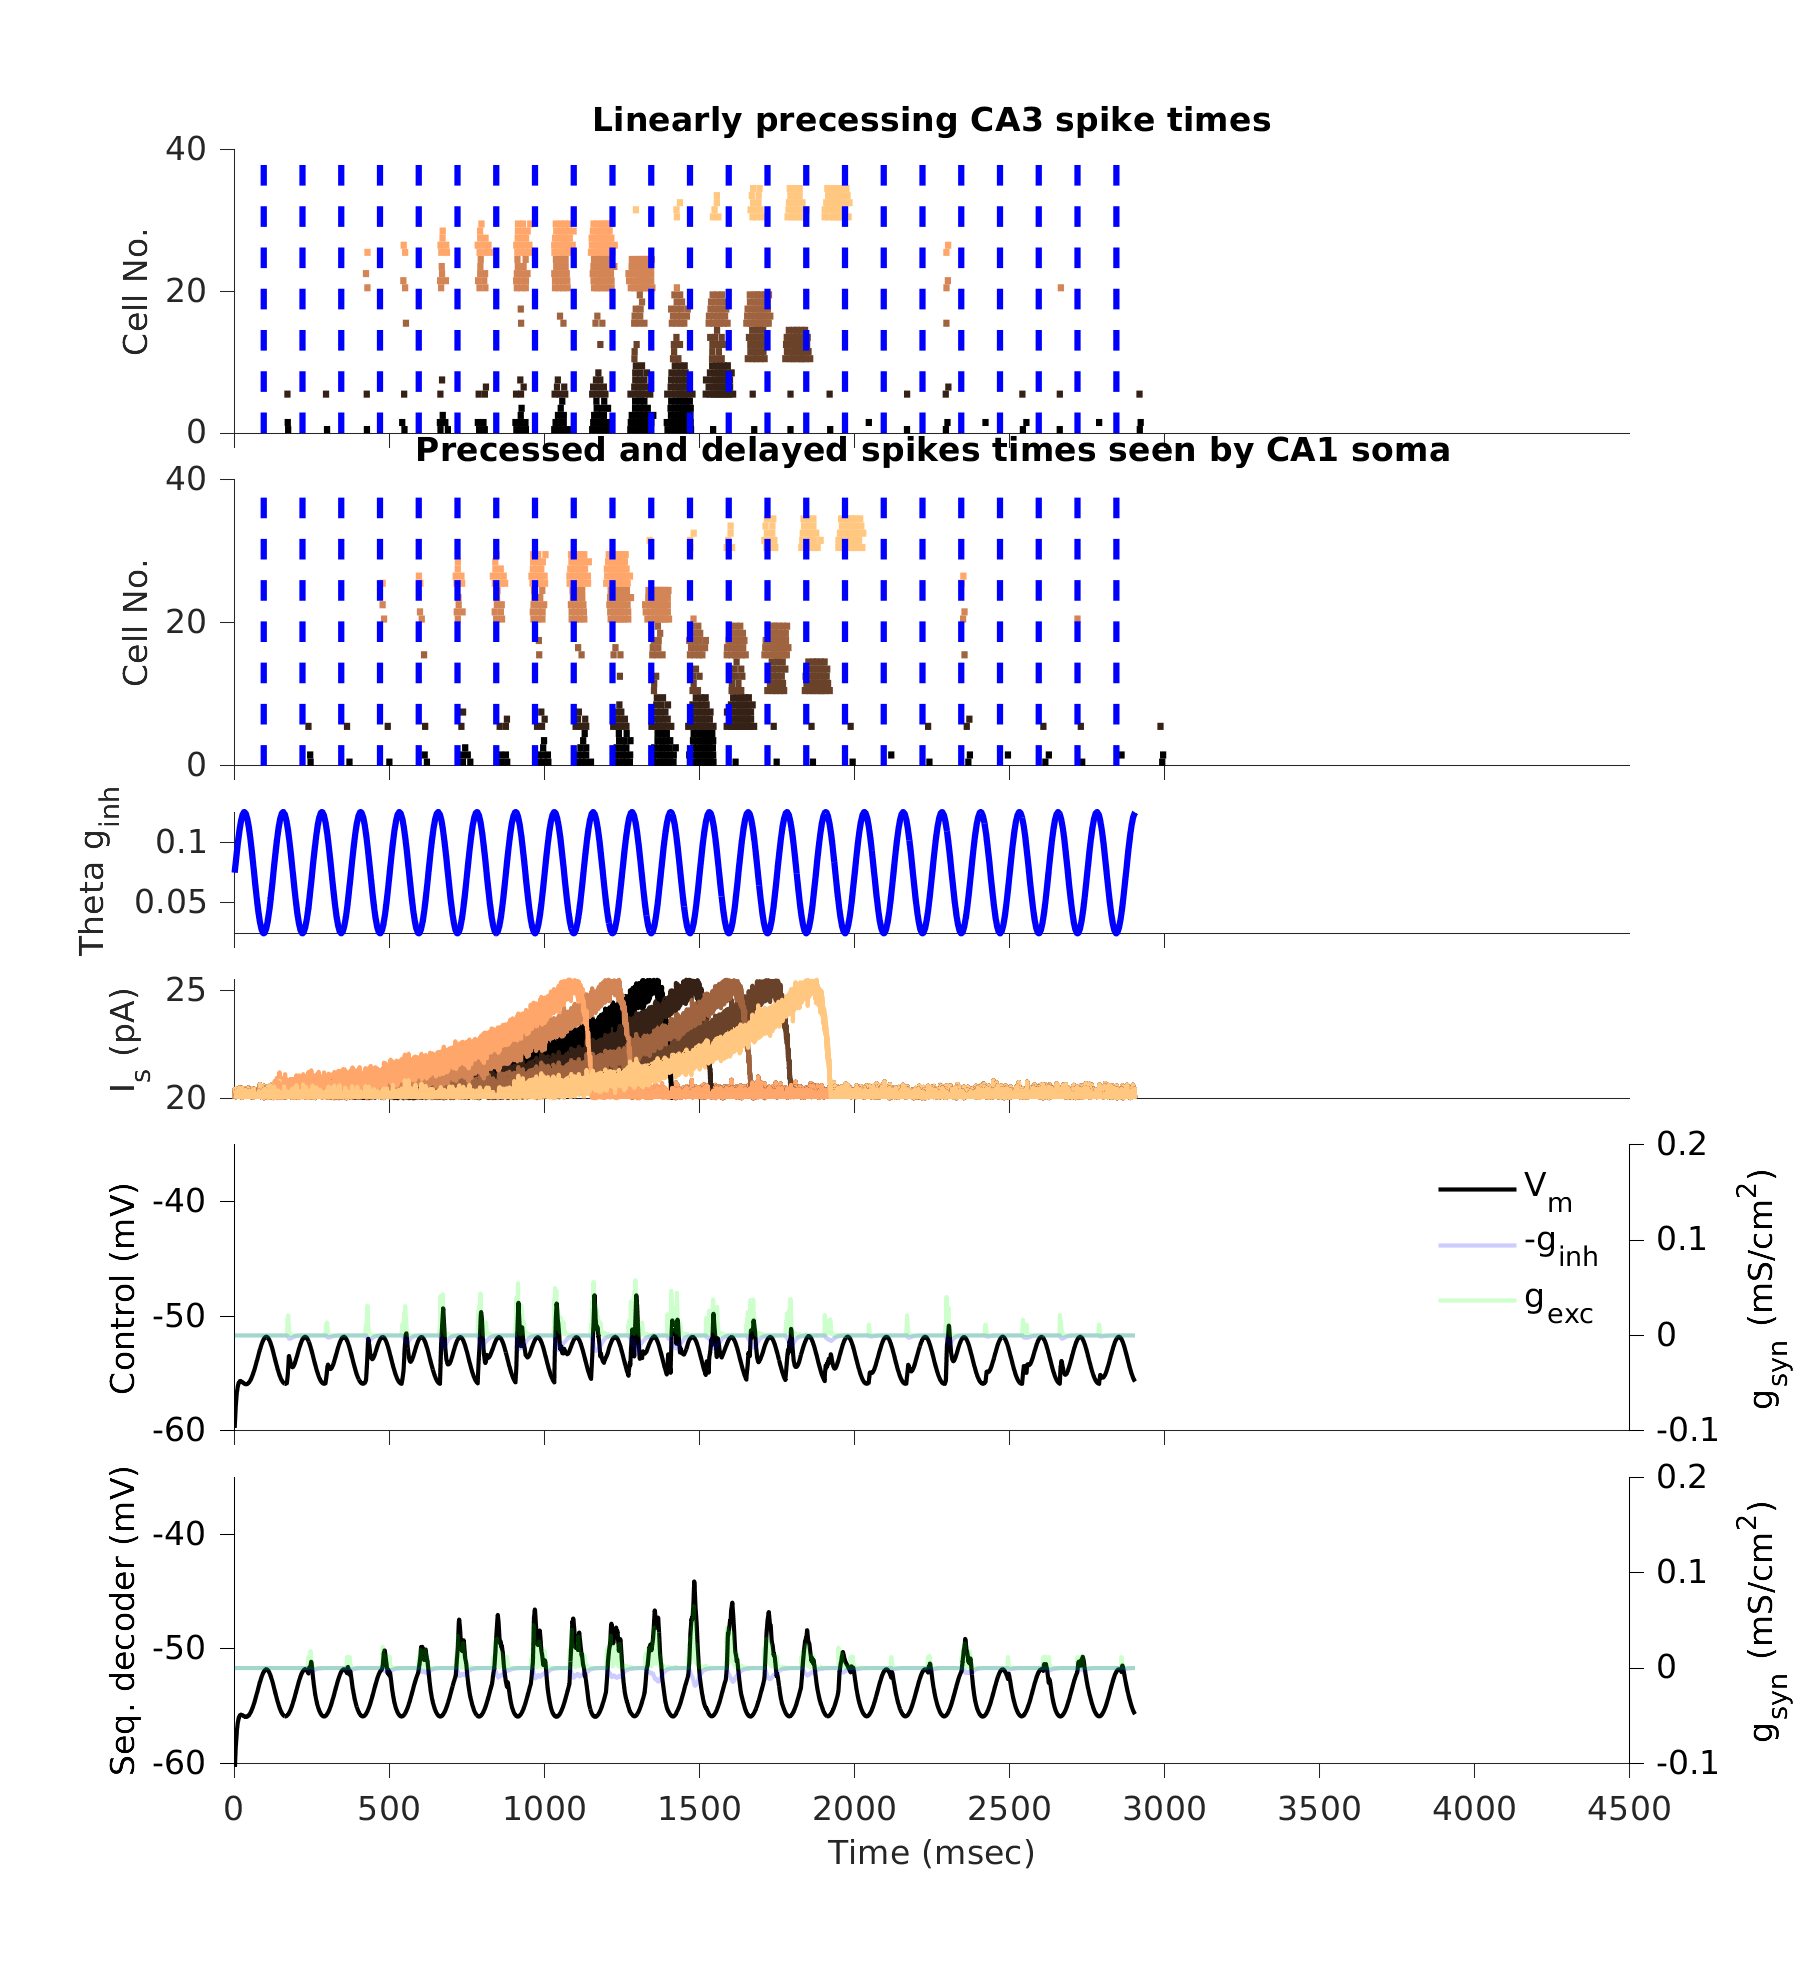 Linearly precessing CA3 spike times
40
20
0
Cell No.
Precessed and delayed spikes times seen by CA1 soma
40
20
0
Cell No.
0.1
0.05
Theta g_inh
25
20
I_s (pA)
-40
-50
-60
Control (mV)
V_m
-g_inh
g_exc
0.2
0.1
0
-0.1
g_syn (mS/cm^2)
-40
-50
-60
Seq. decoder (mV)
0.2
0.1
0
-0.1
g_syn (mS/cm^2)
0 500 1000 1500 2000 2500 3000 3500 4000 4500
Time (msec)